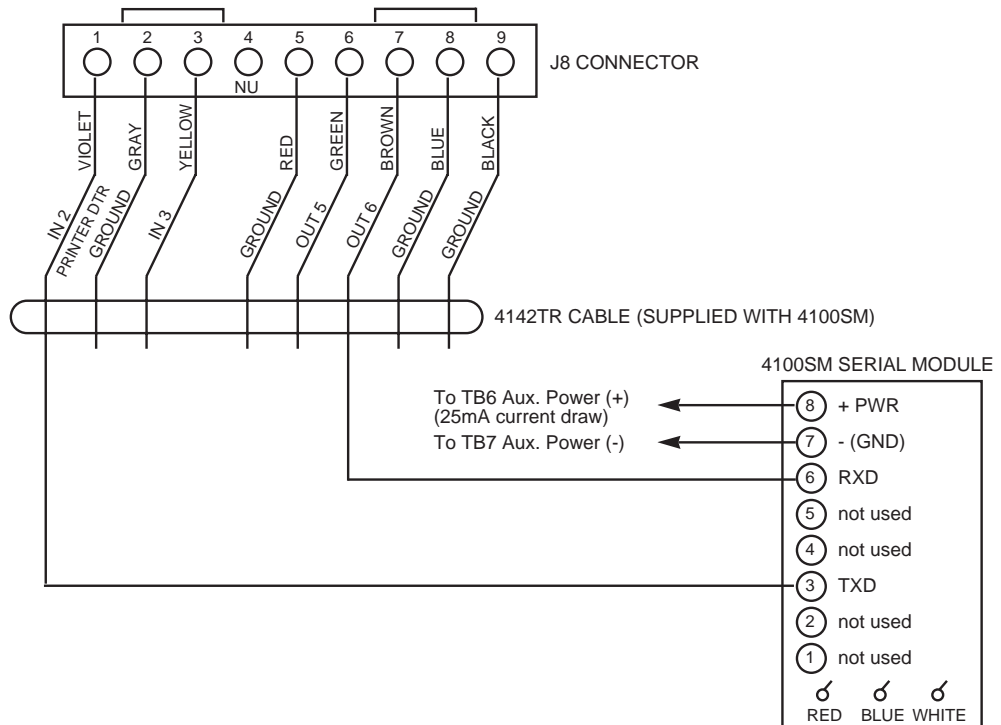 1 2 3 4 5 6 7 8 9
NU
J8 CONNECTOR
VIOLET
GRAY
YELLOW
RED
GREEN
BROWN
BLUE
BLACK
IN 2
PRINTER DTR
GROUND
IN 3
GROUND
OUT 5
OUT 6
GROUND
GROUND
4142TR CABLE (SUPPLIED WITH 4100SM)
4100SM SERIAL MODULE
To TB6 Aux. Power (+)
(25mA current draw)
To TB7 Aux. Power (-)
8 + PWR
7 - (GND)
6 RXD
5 not used
4 not used
3 TXD
2 not used
1 not used
RED BLUE WHITE